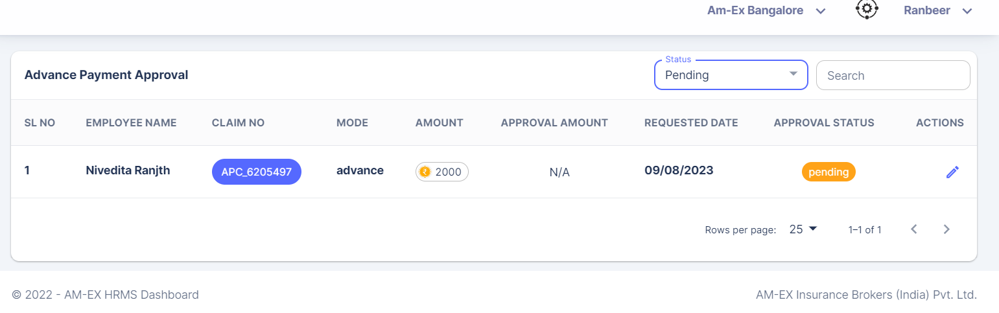 Am-Ex Bangalore Ranbeer
Status
Advance Payment Approval Pending Search
SL NO EMPLOYEE NAME CLAIM NO MODE AMOUNT APPROVAL AMOUNT REQUESTED DATE APPROVAL STATUS ACTIONS
1 Nivedita Ranjth APC_6205497 advance ₹ 2000 N/A 09/08/2023 pending
Rows per page: 25 1–1 of 1
© 2022 - AM-EX HRMS Dashboard AM-EX Insurance Brokers (India) Pvt. Ltd.